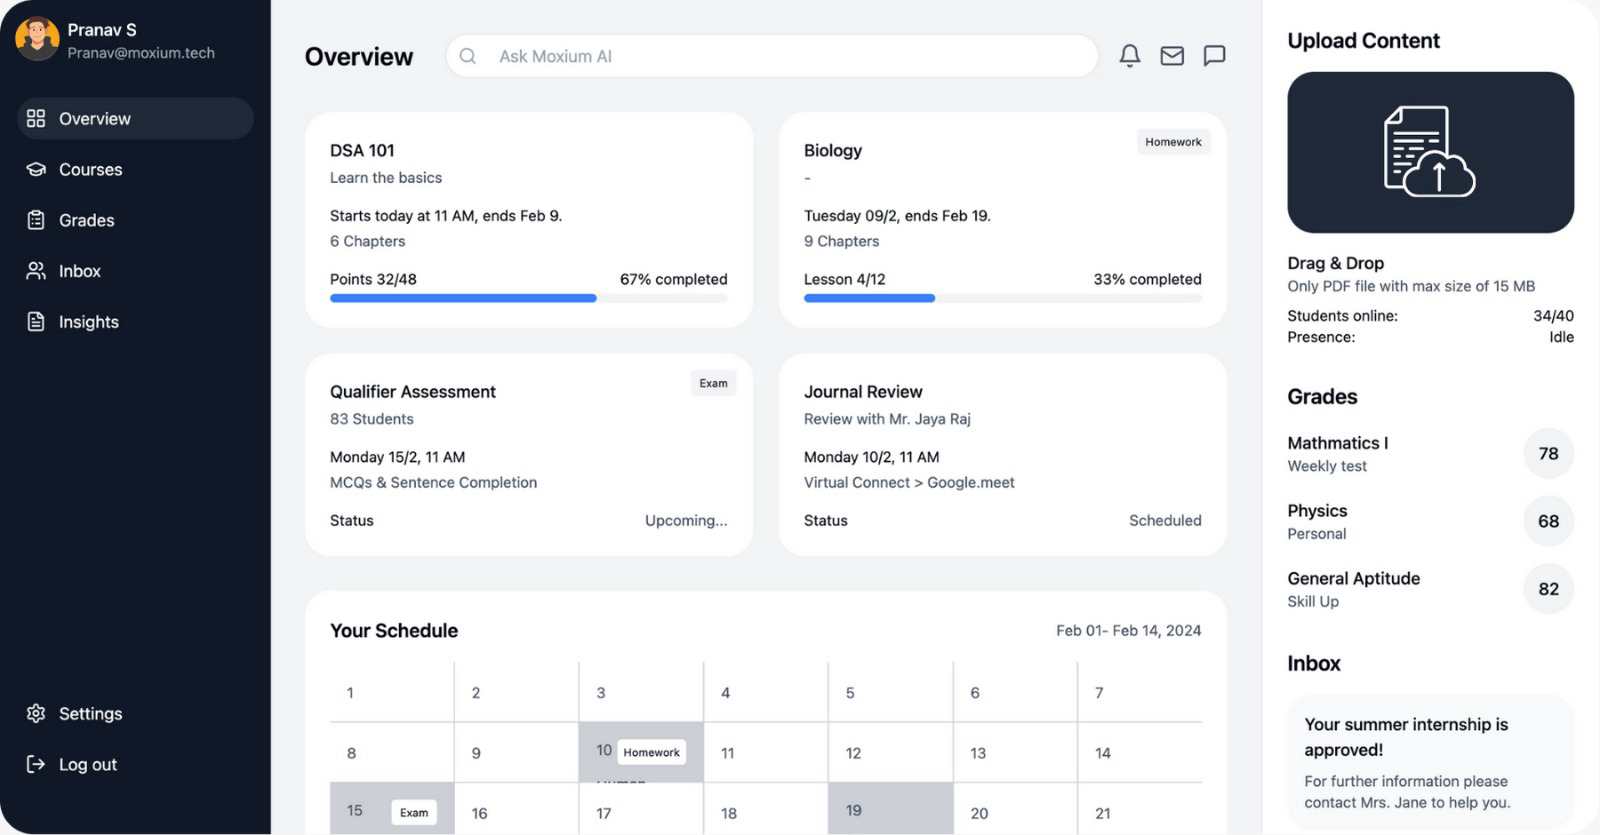 Pranav S
Pranav@moxium.tech
Overview
Courses
Grades
Inbox
Insights
Settings
Log out
Overview
Ask Moxium AI
DSA 101
Learn the basics
Starts today at 11 AM, ends Feb 9.
6 Chapters
Points 32/48 67% completed
Biology
Homework
-
Tuesday 09/2, ends Feb 19.
9 Chapters
Lesson 4/12 33% completed
Qualifier Assessment
Exam
83 Students
Monday 15/2, 11 AM
MCQs & Sentence Completion
Status Upcoming...
Journal Review
Review with Mr. Jaya Raj
Monday 10/2, 11 AM
Virtual Connect > Google.meet
Status Scheduled
Your Schedule Feb 01- Feb 14, 2024
1 2 3 4 5 6 7
8 9 10 Homework 11 12 13 14
15 Exam 16 17 18 19 20 21
Upload Content
Drag & Drop
Only PDF file with max size of 15 MB
Students online: 34/40
Presence: Idle
Grades
Mathmatics I 78
Weekly test
Physics 68
Personal
General Aptitude 82
Skill Up
Inbox
Your summer internship is
approved!
For further information please
contact Mrs. Jane to help you.